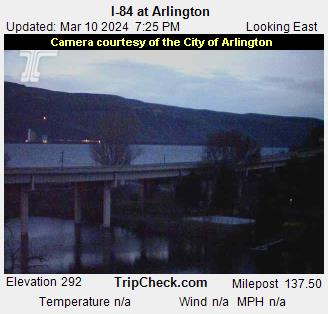 I-84 at Arlington
Updated: Mar 10 2024 7:25 PM Looking East
Camera courtesy of the City of Arlington
Elevation 292 TripCheck.com Milepost 137.50
Temperature n/a Wind n/a MPH n/a